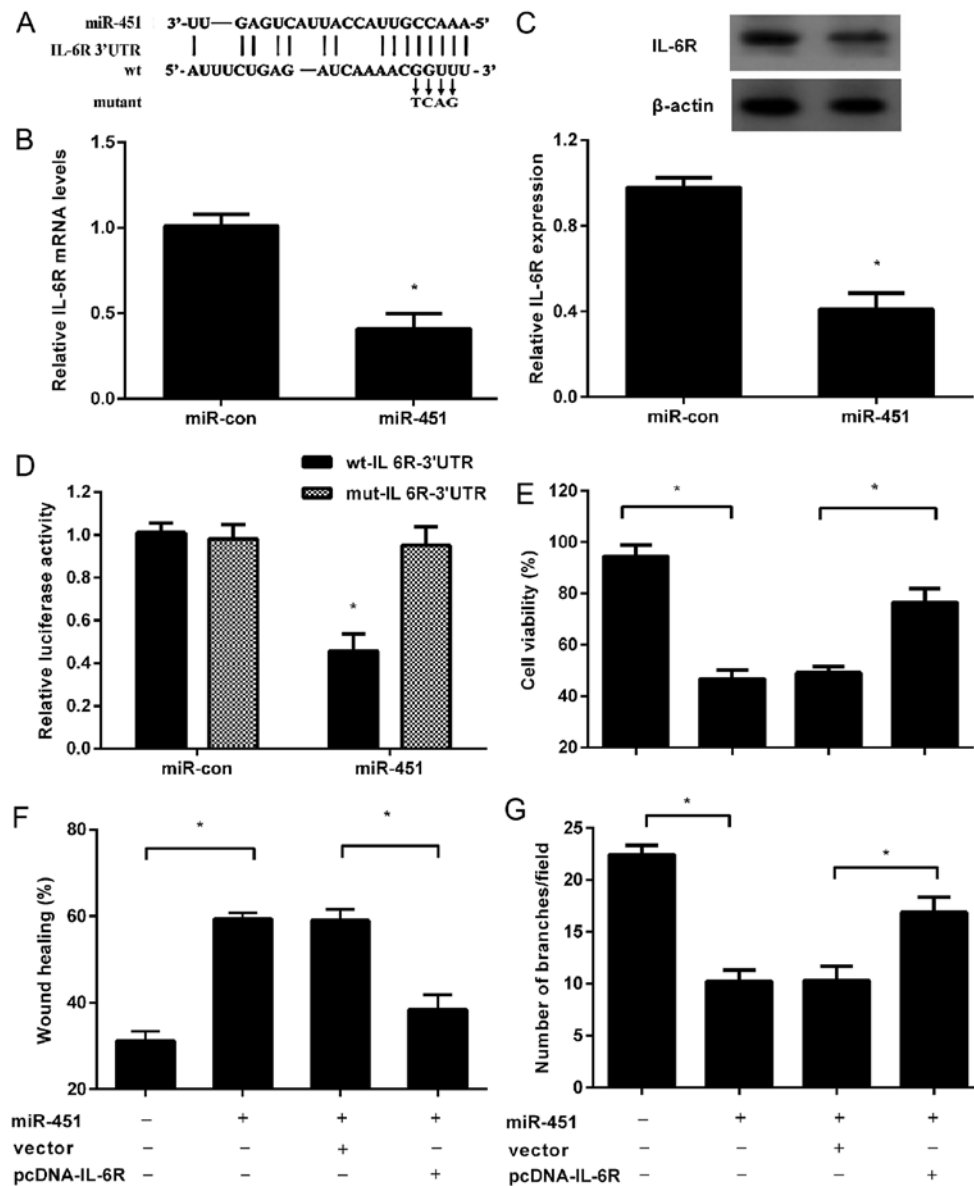 A
miR-451 3'-UU—GAGUCAUUACCAUUGCCAAA-5'
IL-6R 3'UTR
wt 5'-AUUUCUGAG —AUCAAAACGGUUU-3'
mutant TCAG
B
Relative IL-6R mRNA levels
1.5
1.0
0.5
0.0
*
miR-con miR-451
C
IL-6R
β-actin
Relative IL-6R expression
1.2
0.8
0.4
0.0
*
miR-con miR-451
D
wt-IL 6R-3'UTR
mut-IL 6R-3'UTR
Relative luciferase activity
1.2
1.0
0.8
0.6
0.4
0.2
0.0
*
miR-con miR-451
E
Cell viability (%)
120
100
80
60
40
20
* *
F
Wound healing (%)
80
60
40
20
* *
miR-451 – + + +
vector – – + –
pcDNA-IL-6R – – – +
G
Number of branches/field
25
20
15
10
5
0
* *
miR-451 – + + +
vector – – + –
pcDNA-IL-6R – – – +